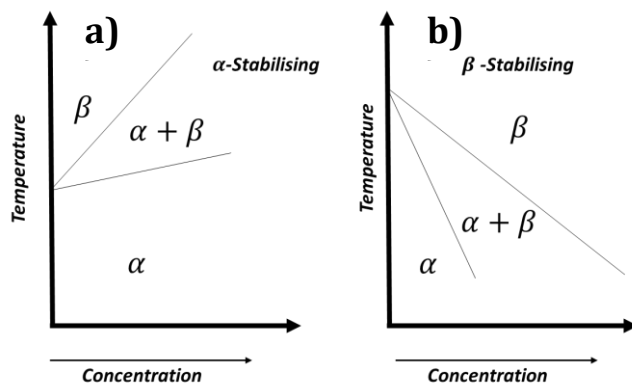 a)
α-Stabilising
β
α + β
α
Temperature
Concentration
b)
β -Stabilising
β
α + β
α
Temperature
Concentration